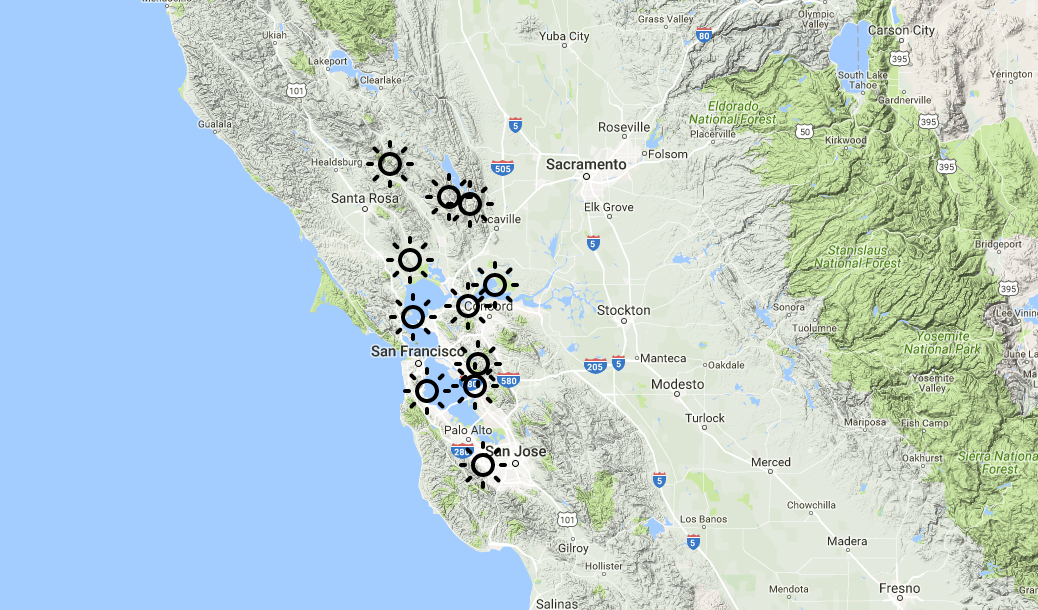 Grass Valley
Olympic
Valley
Carson City
80
Ukiah
Yuba City
395
Lakeport
Clearlake
South Lake
Tahoe
Yerington
101
Gardnerville
Eldorado
National Forest
Placerville
395
Gualala
5
Roseville
50
Kirkwood
Healdsburg
Sacramento
Folsom
505
395
Santa Rosa
Elk Grove
Vacaville
5
Bridgeport
Stanislaus
National Forest
395
Concord
Stockton
Sonora
Lee Vining
Tuolumne
San Francisco
Yosemite
National Park
Manteca
205
5
Oakdale
June La
580
Modesto
Yosemite
Valley
Turlock
Mariposa
Fish Camp
Palo Alto
San Jose
280
Merced
Oakhurst
Sierra National
Forest
5
Chowchilla
101
Los Banos
5
Madera
Gilroy
Hollister
Mendota
Fresno
Salinas